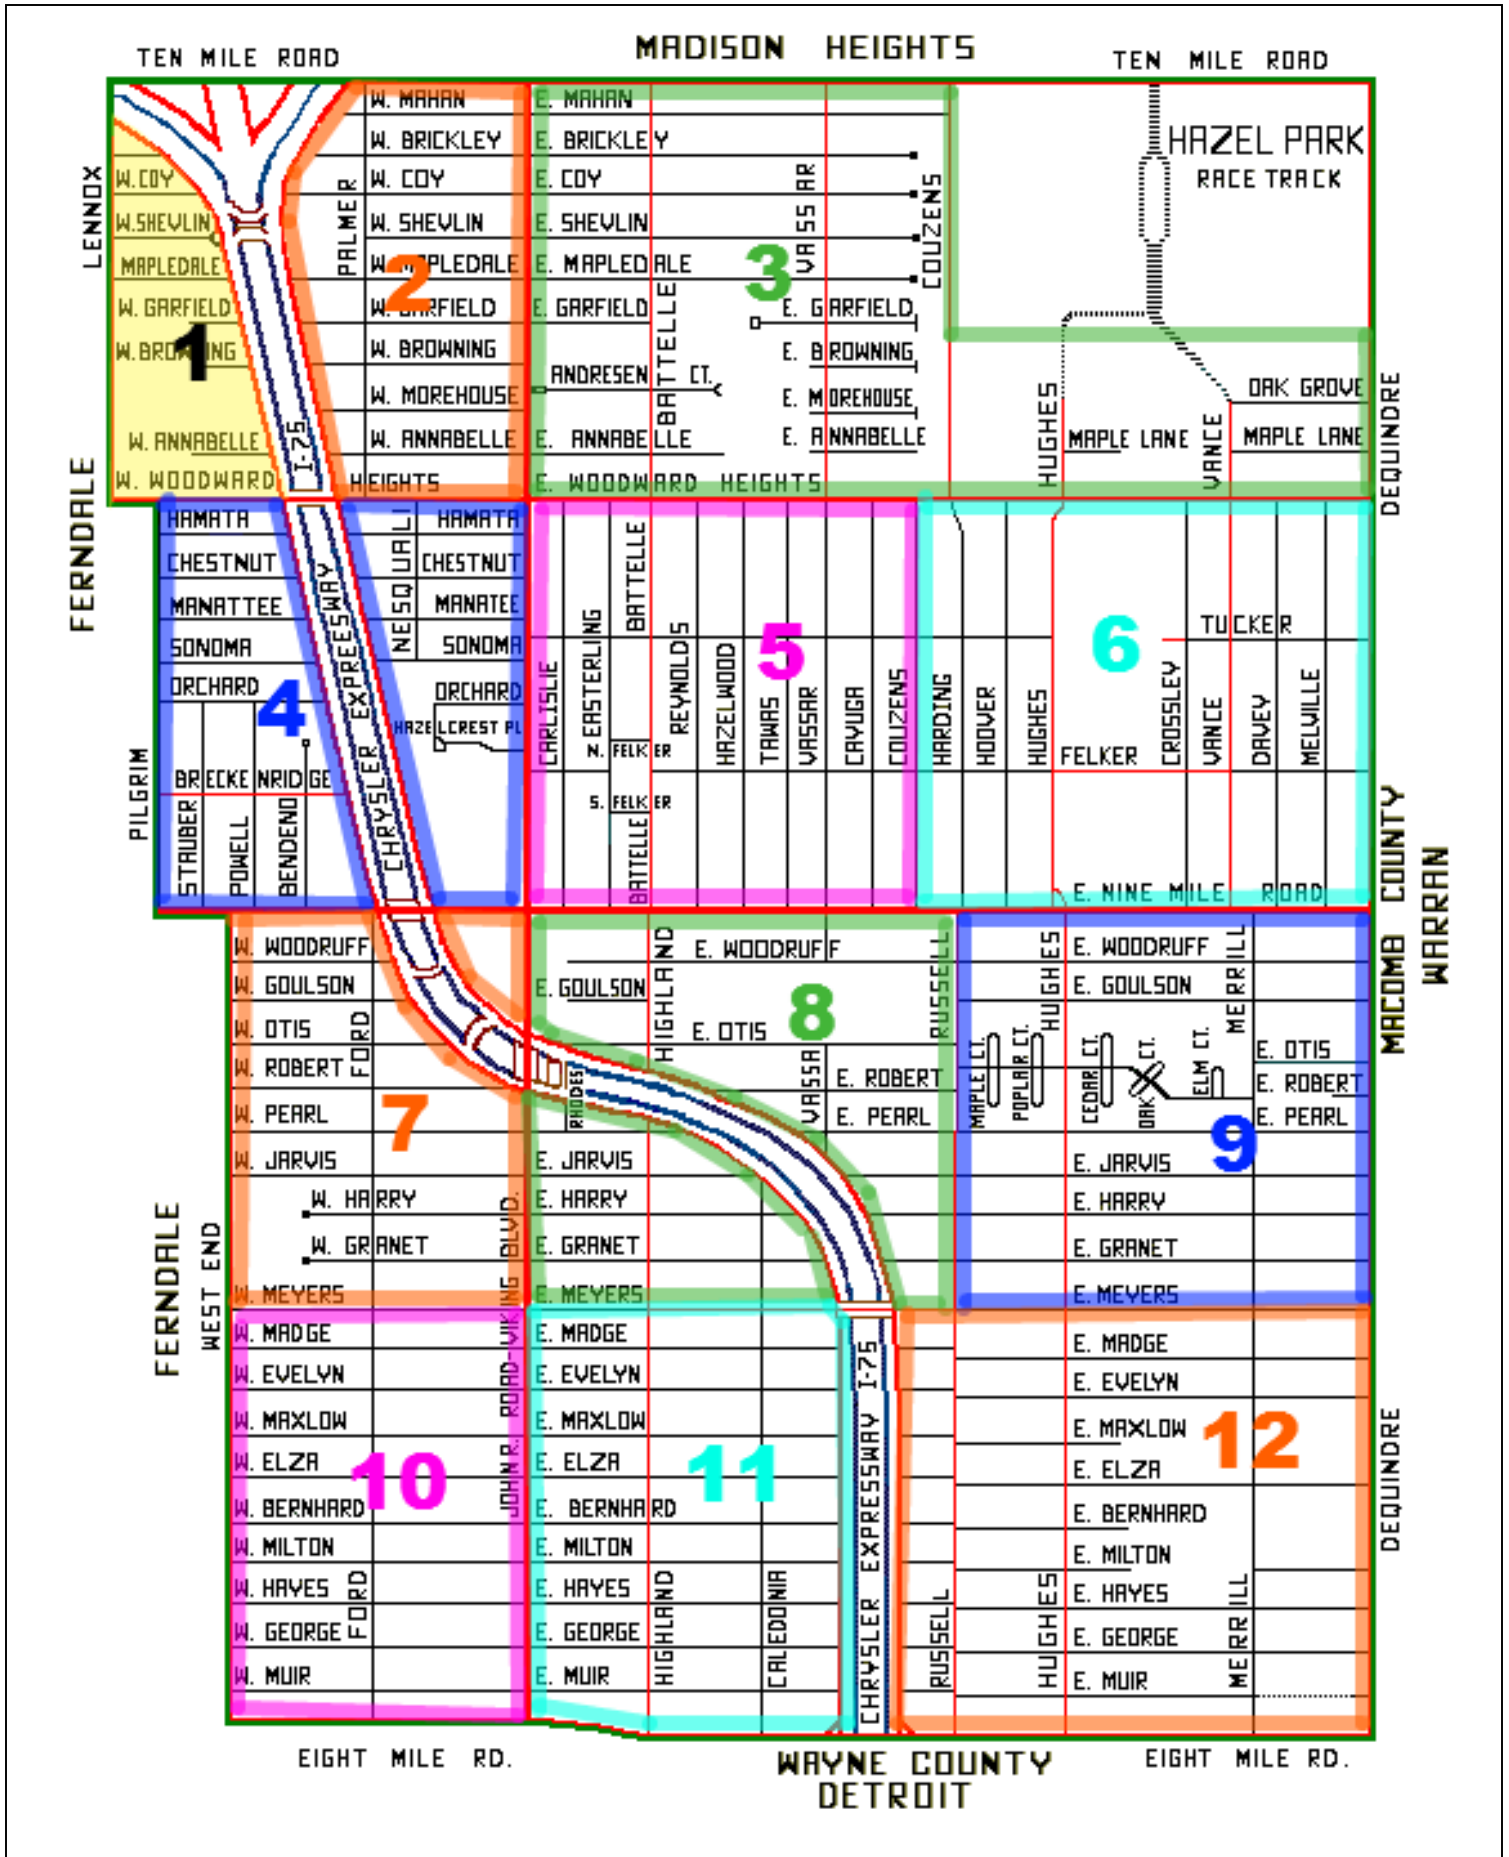 MADISON HEIGHTS
TEN MILE ROAD
TEN MILE ROAD
W. MAHAN
E. MAHAN
W. BRICKLEY
E. BRICKLEY
HAZEL PARK
RACE TRACK
LENNOX
W.COY
PALMER
W. COY
E. COY
VASSAR
COUZENS
W.SHEVLIN
W. SHEVLIN
E. SHEVLIN
MAPLEDALE
W. MAPLEDALE
E. MAPLEDALE
2
3
W. GARFIELD
W. GARFIELD
E. GARFIELD
BATTELLE
E. GARFIELD
1
W.BROWNING
W. BROWNING
E. BROWNING
ANDRESEN CT.
W. MOREHOUSE
E. MOREHOUSE
HUGHES
VANCE
OAK GROVE
DEQUINDRE
W. ANNABELLE
I-75
W. ANNABELLE
E. ANNABELLE
E. ANNABELLE
MAPLE LANE
MAPLE LANE
W. WOODWARD
HEIGHTS
E. WOODWARD HEIGHTS
FERNDALE
HAMATA
NESQUALI
HAMATA
CHESTNUT
CHESTNUT
MANATTEE
MANATEE
SONOMA
SONOMA
ORCHARD
ORCHARD
4
HAZELCREST PL
CHRYSLER EXPREESWAY
CARLISLIE
EASTERLING
BATTELLE
REYNOLDS
HAZELWOOD
TAWAS
VASSAR
CAYUGA
COUZENS
5
N. FELKER
S. FELKER
BATTELLE
HARDING
HOOVER
HUGHES
6
TUCKER
FELKER
CROSSLEY
VANCE
DAVEY
MELVILLE
E. NINE MILE ROAD
PILGRIM
BRECKENRIDGE
STAUBER
POWELL
BENDENO
MACOMB COUNTY
WARRAN
W. WOODRUFF
HIGHLAND
E. WOODRUFF
RUSSELL
HUGHES
E. WOODRUFF
MERRILL
W. GOULSON
E. GOULSON
8
E. GOULSON
W. OTIS
FORD
E. OTIS
E. OTIS
W. ROBERT
RHODES
VASSA
E. ROBERT
MAPLE CT.
POPLAR CT.
CEDAR CT.
OAK CT.
ELM CT.
E. ROBERT
W. PEARL
7
E. PEARL
9
E. PEARL
W. JARVIS
E. JARVIS
E. JARVIS
W. HARRY
E. HARRY
E. HARRY
W. GRANET
E. GRANET
E. GRANET
W. MEYERS
E. MEYERS
E. MEYERS
FERNDALE
WEST END
JOHN R. ROAD-VIKING BLVD.
W. MADGE
E. MADGE
I-75
E. MADGE
W. EVELYN
E. EVELYN
E. EVELYN
W. MAXLOW
E. MAXLOW
E. MAXLOW
12
W. ELZA
10
E. ELZA
11
E. ELZA
W. BERNHARD
E. BERNHARD
E. BERNHARD
W. MILTON
E. MILTON
E. MILTON
W. HAYES
FORD
E. HAYES
HIGHLAND
CALEDONIA
CHRYSLER EXPRESSWAY
RUSSELL
HUGHES
E. HAYES
MERRILL
DEQUINDRE
W. GEORGE
E. GEORGE
E. GEORGE
W. MUIR
E. MUIR
E. MUIR
EIGHT MILE RD.
WAYNE COUNTY
EIGHT MILE RD.
DETROIT